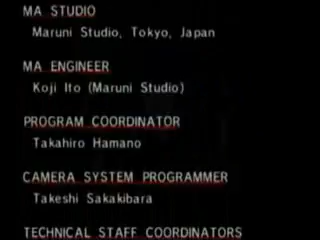 MA STUDIO
Maruni Studio, Tokyo, Japan
MA ENGINEER
Koji Ito (Maruni Studio)
PROGRAM COORDINATOR
Takahiro Hamano
CAMERA SYSTEM PROGRAMMER
Takeshi Sakakibara
TECHNICAL STAFF COORDINATORS